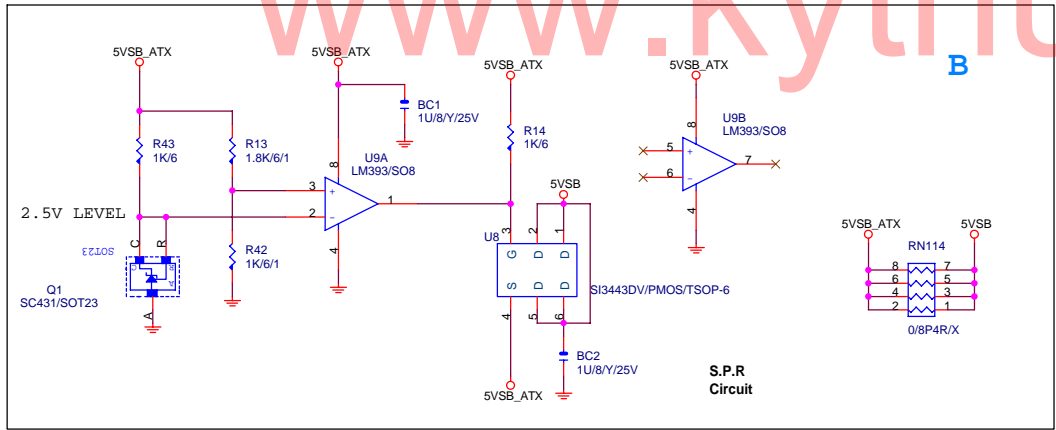 www.kythu
B
5VSB_ATX
5VSB_ATX
5VSB_ATX
5VSB_ATX
BC1
1U/8/Y/25V
R43
1K/6
R13
1.8K/6/1
8
U9A
LM393/SO8
3
+
2
−
1
4
R14
1K/6
8
U9B
LM393/SO8
5
+
6
−
7
4
2.5V LEVEL
C
R
SOT23
Q1
SC431/SOT23
A
R42
1K/6/1
5VSB
U8
3
2
1
G
D
D
S
D
D
4
5
6
SI3443DV/PMOS/TSOP-6
BC2
1U/8/Y/25V
5VSB_ATX
5VSB_ATX
5VSB
RN114
8
7
6
5
4
3
2
1
0/8P4R/X
S.P.R
Circuit